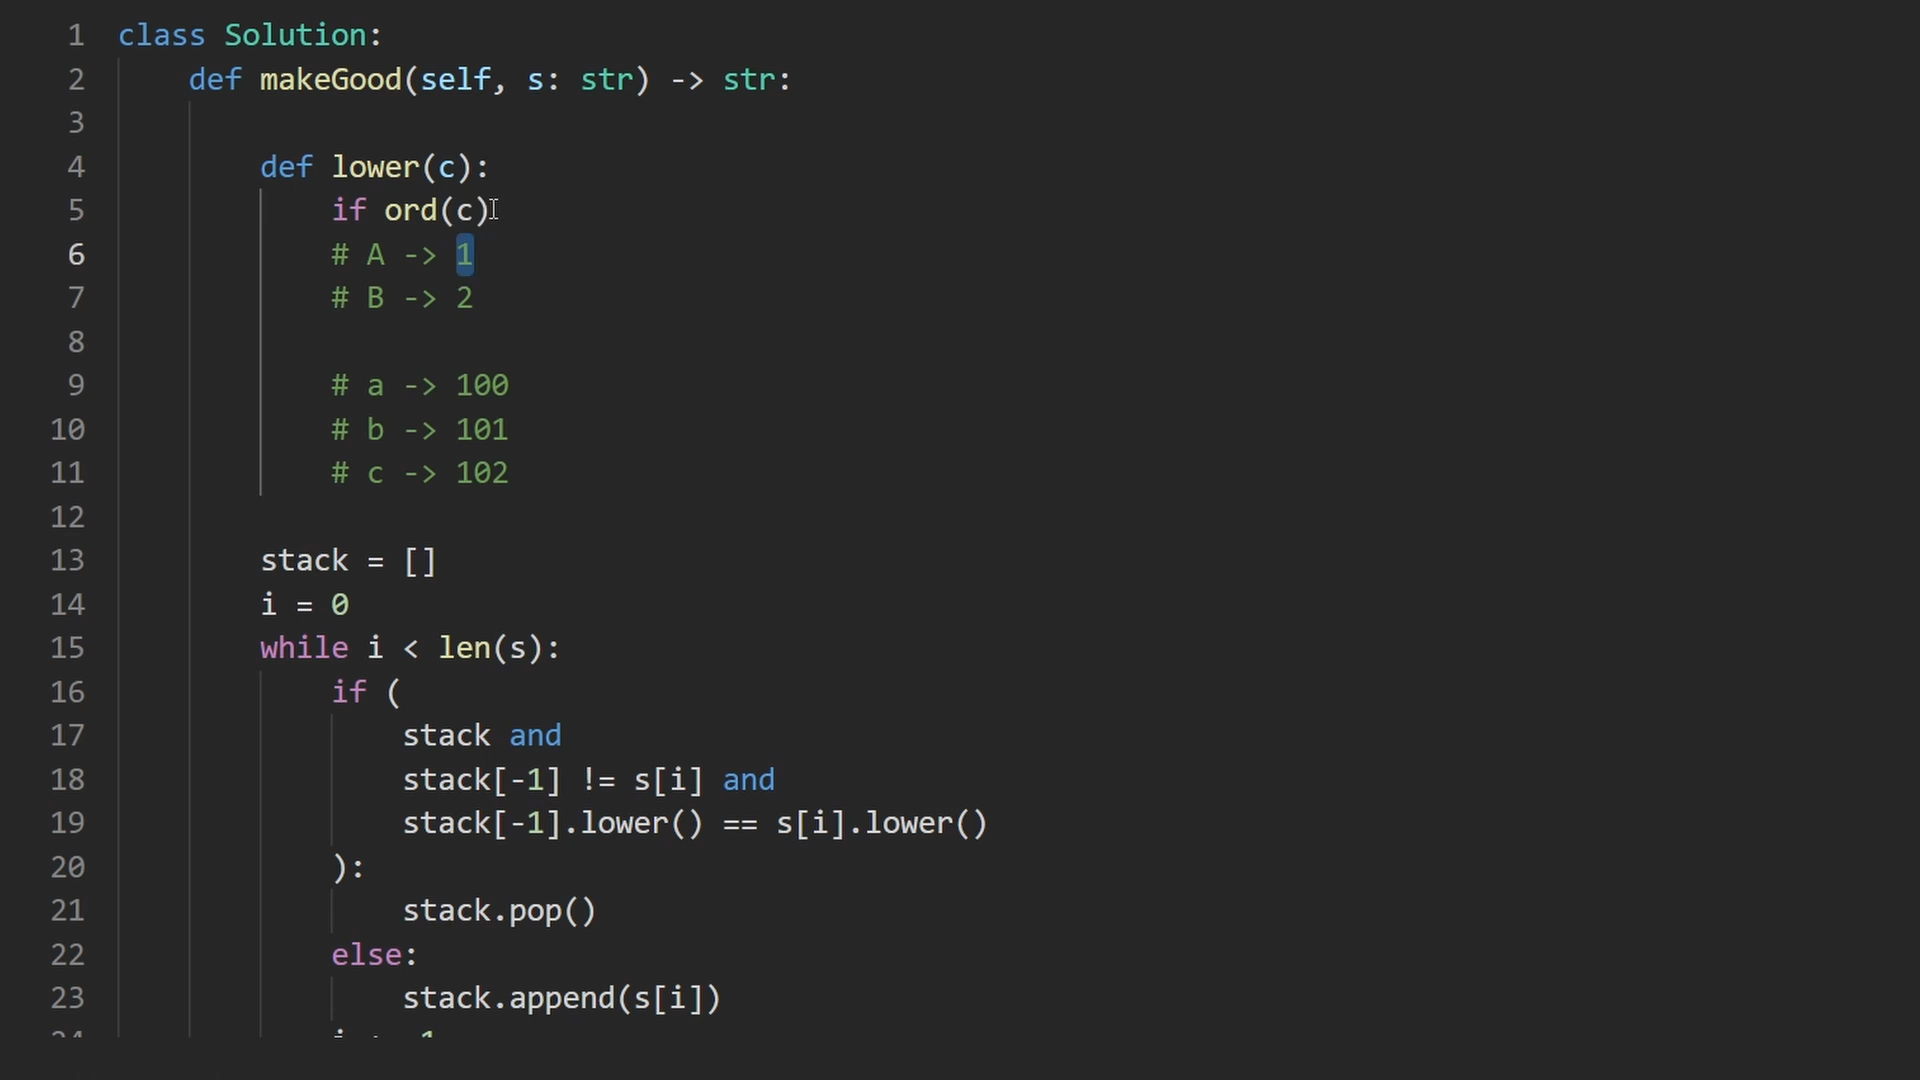 1 class Solution:
2 def makeGood(self, s: str) -> str:
3
4 def lower(c):
5 if ord(c)
6 # A -> 1
7 # B -> 2
8
9 # a -> 100
10 # b -> 101
11 # c -> 102
12
13 stack = []
14 i = 0
15 while i < len(s):
16 if (
17 stack and
18 stack[-1] != s[i] and
19 stack[-1].lower() == s[i].lower()
20 ):
21 stack.pop()
22 else:
23 stack.append(s[i])